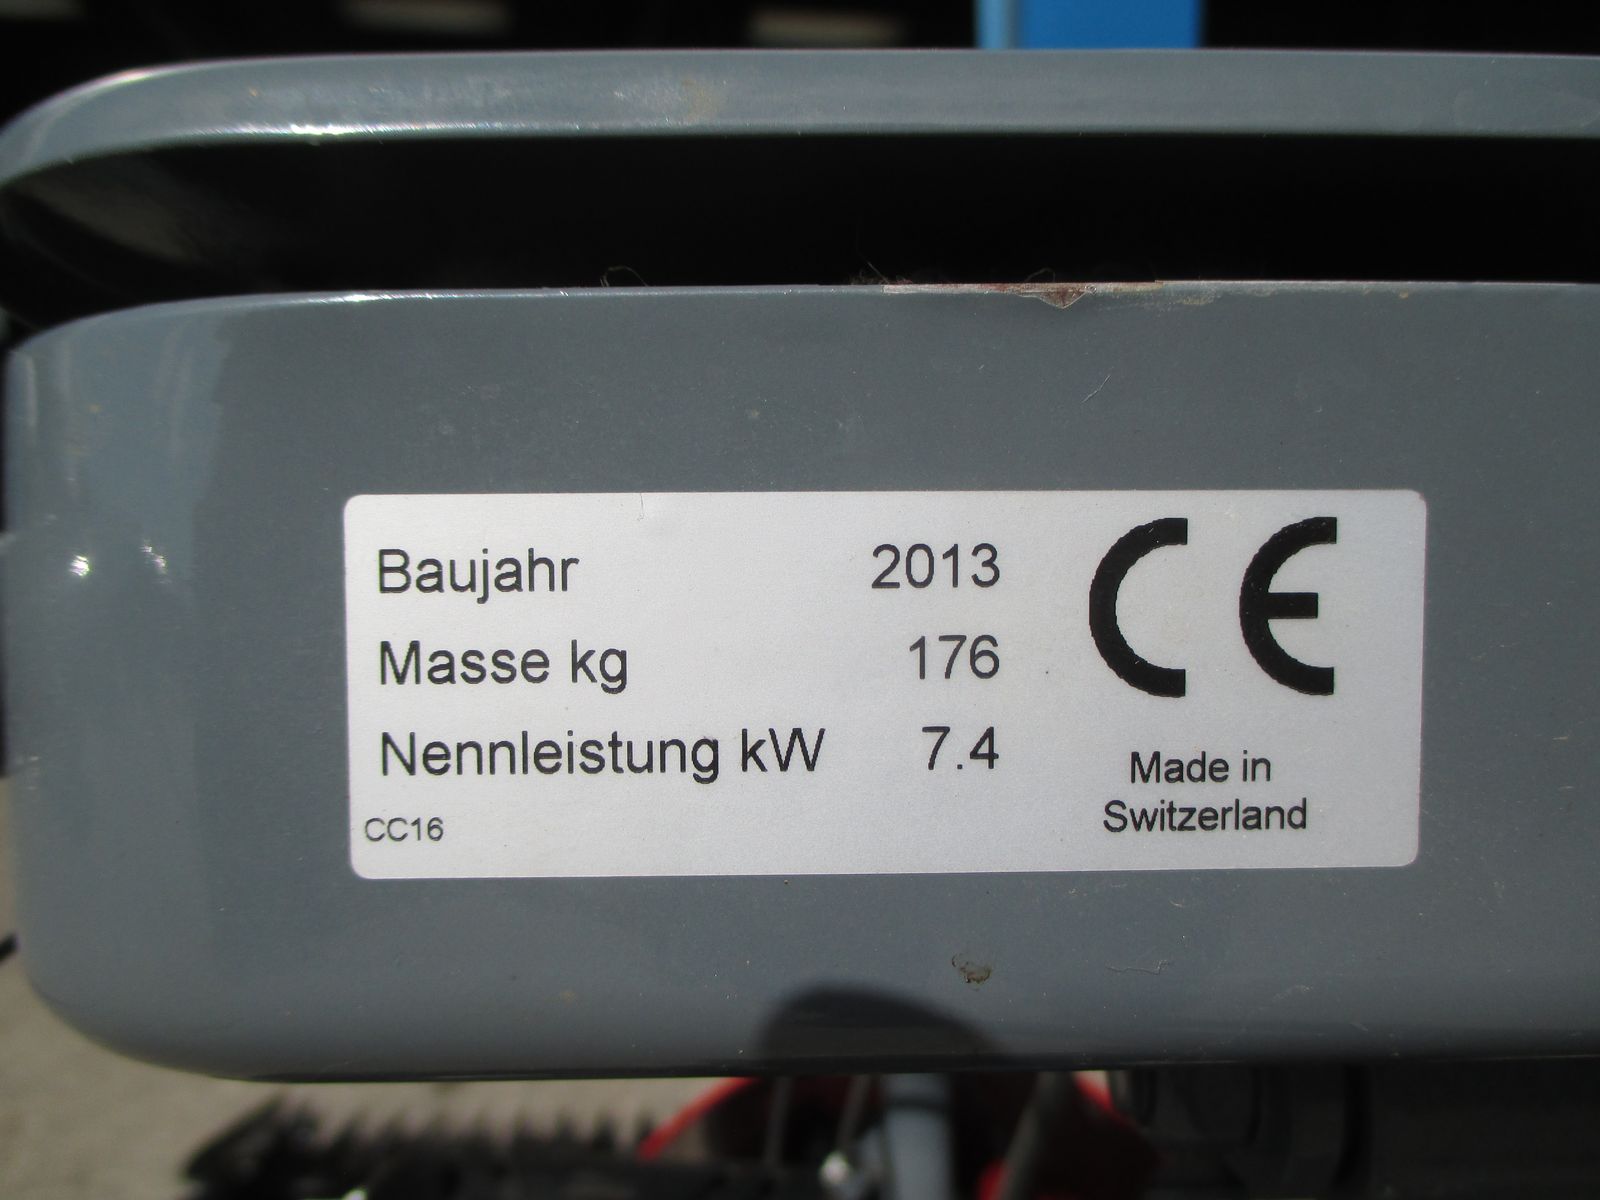 Baujahr 2013
Masse kg 176
Nennleistung kW 7.4
CC16
CE
Made in
Switzerland